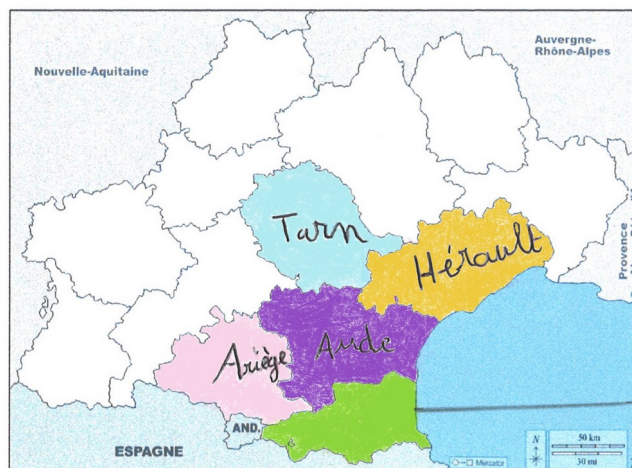 Nouvelle-Aquitaine
Auvergne-
Rhône-Alpes
Tarn
Hérault
Provence
Ariège
Aude
AND.
ESPAGNE
N
50 km
30 mi
Mercator